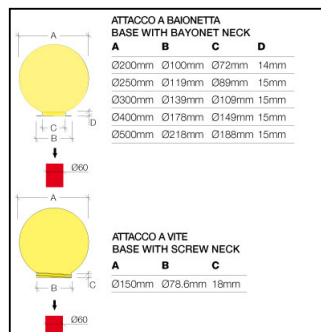 ATTACCO A BAIONETTA
BASE WITH BAYONET NECK
A B C D
Ø200mm Ø100mm Ø72mm 14mm
Ø250mm Ø119mm Ø89mm 15mm
Ø300mm Ø139mm Ø109mm 15mm
Ø400mm Ø178mm Ø149mm 15mm
Ø500mm Ø218mm Ø188mm 15mm
A
D
C
B
Ø60
ATTACCO A VITE
BASE WITH SCREW NECK
A B C
Ø150mm Ø78.6mm 18mm
A
B
C
Ø60